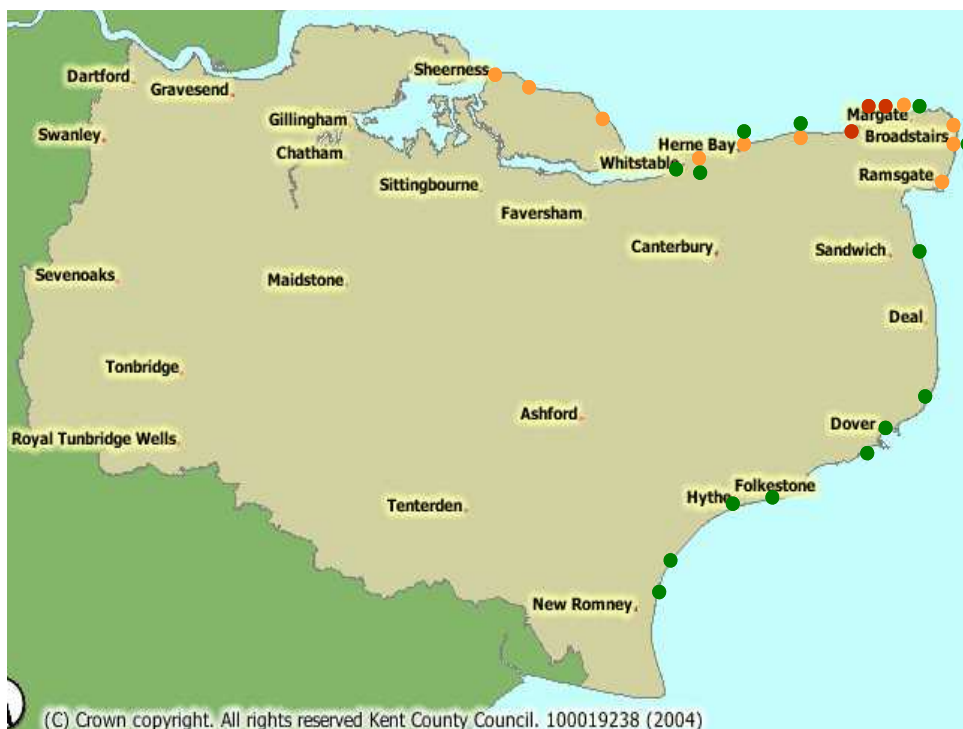 Sheerness
Dartford
Gravesend
Margate
Gillingham
Swanley
Broadstairs
Herne Bay
Chatham
Whitstable
Ramsgate
Sittingbourne
Faversham
Canterbury
Sandwich
Sevenoaks
Maidstone
Deal
Tonbridge
Ashford
Dover
Royal Tunbridge Wells
Folkestone
Hythe
Tenterden
New Romney
(C) Crown copyright. All rights reserved Kent County Council. 100019238 (2004)